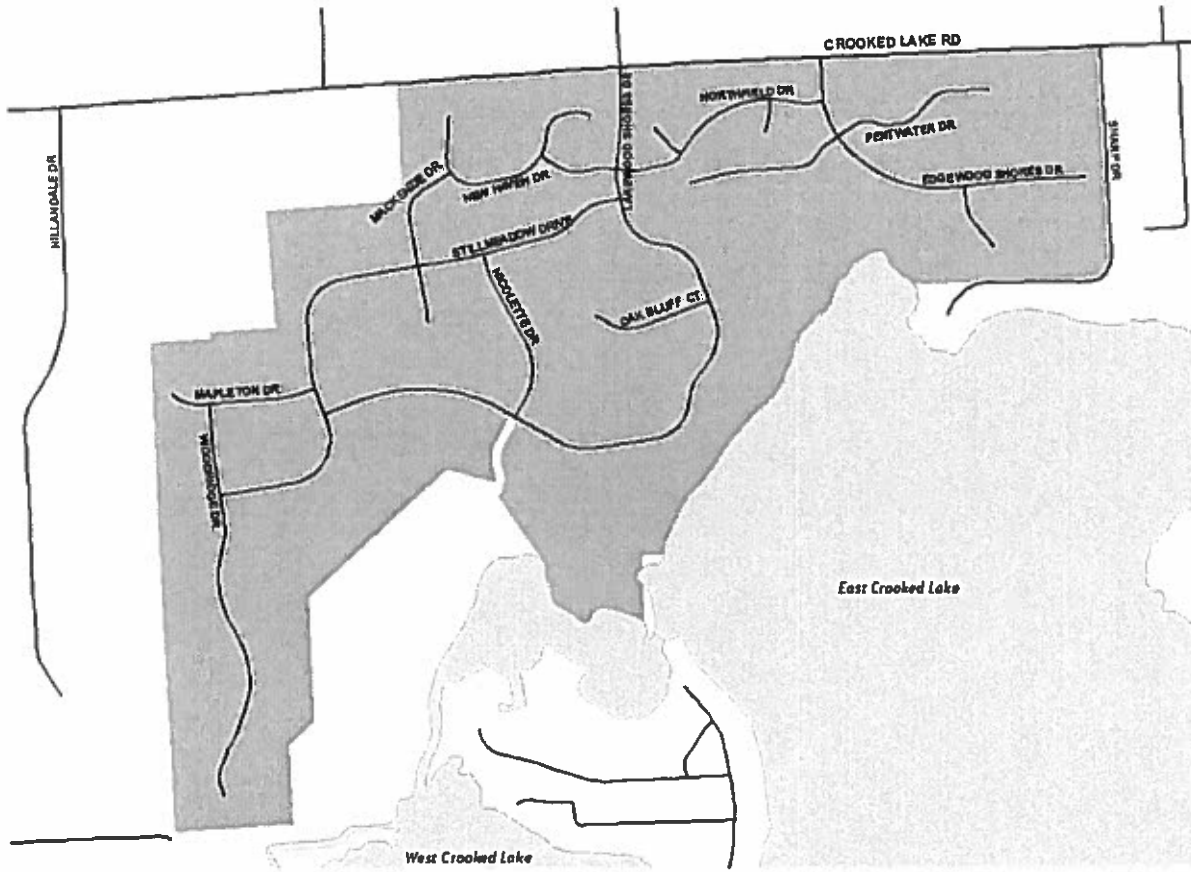 CROOKED LAKE RD
NORTHFIELD DR
PENTWATER DR
EDGEWOOD SHORES DR
SHARP DR
LAKEWOOD SHORES DR
HILLANDALE DR
MACKENZIE DR
NEW HAVEN DR
STILLMEADOW DRIVE
NICOLETTE DR
OAK BLUFF CT
MAPLETON DR
WOODRIDGE DR
East Crooked Lake
West Crooked Lake